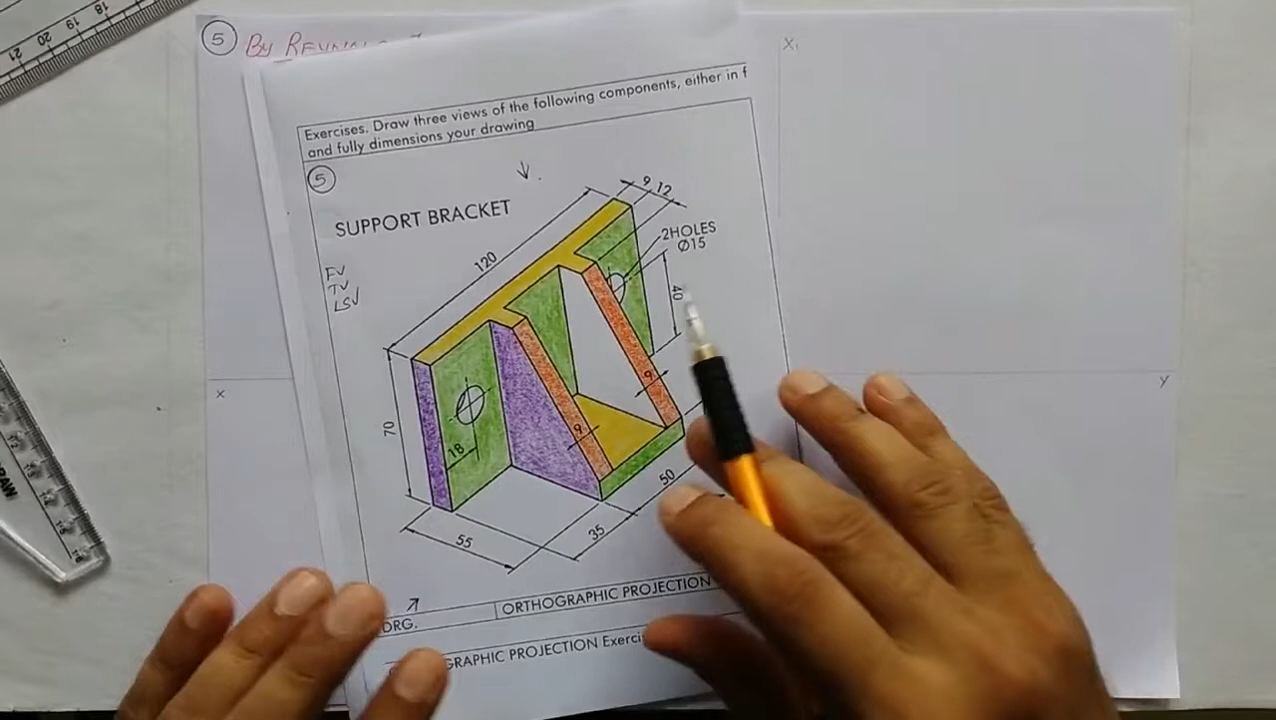 5
By
X₁
Exercises. Draw three views of the following components, either in f
and fully dimensions your drawing
5
SUPPORT BRACKET
9
12
2HOLES
Ø15
120
FV
TV
LSV
40
70
18
9
9
50
35
55
x
y
DRG.
ORTHOGRAPHIC PROJECTION
GRAPHIC PROJECTION Exerci
21
20
19
18